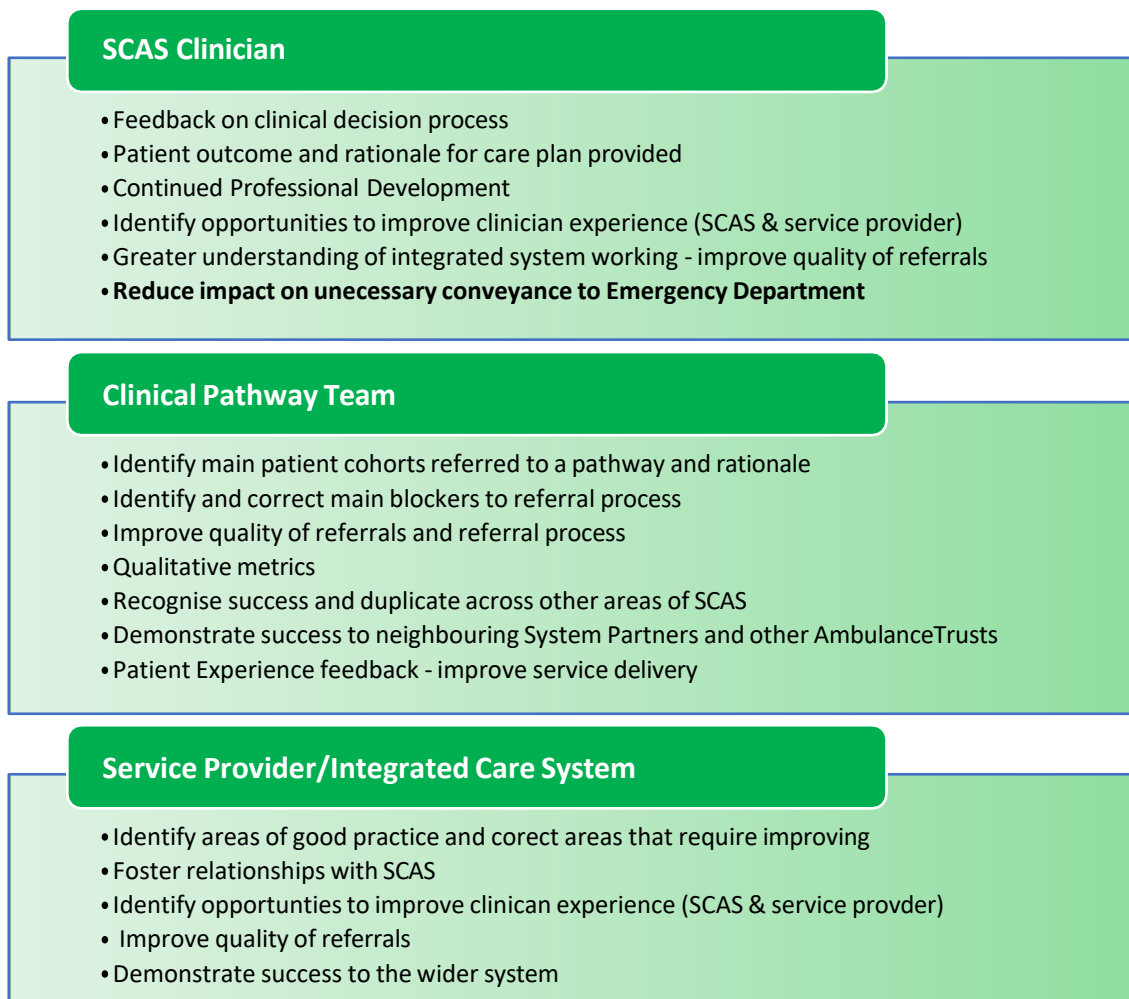 SCAS Clinician
• Feedback on clinical decision process
• Patient outcome and rationale for care plan provided
• Continued Professional Development
• Identify opportunities to improve clinician experience (SCAS & service provider)
• Greater understanding of integrated system working - improve quality of referrals
• Reduce impact on unecessary conveyance to Emergency Department
Clinical Pathway Team
• Identify main patient cohorts referred to a pathway and rationale
• Identify and correct main blockers to referral process
• Improve quality of referrals and referral process
• Qualitative metrics
• Recognise success and duplicate across other areas of SCAS
• Demonstrate success to neighbouring System Partners and other AmbulanceTrusts
• Patient Experience feedback - improve service delivery
Service Provider/Integrated Care System
• Identify areas of good practice and corect areas that require improving
• Foster relationships with SCAS
• Identify opportunties to improve clinican experience (SCAS & service provder)
• Improve quality of referrals
• Demonstrate success to the wider system